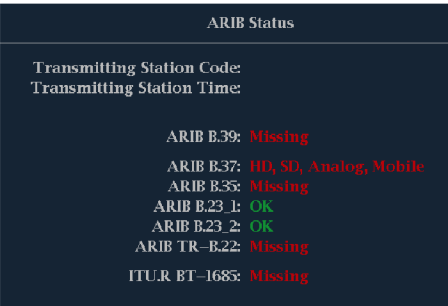 ARIB Status
Transmitting Station Code:
Transmitting Station Time:
ARIB B.39: Missing
ARIB B.37: HD, SD, Analog, Mobile
ARIB B.35: Missing
ARIB B.23_1: OK
ARIB B.23_2: OK
ARIB TR-B.22: Missing
ITU.R BT-1685: Missing